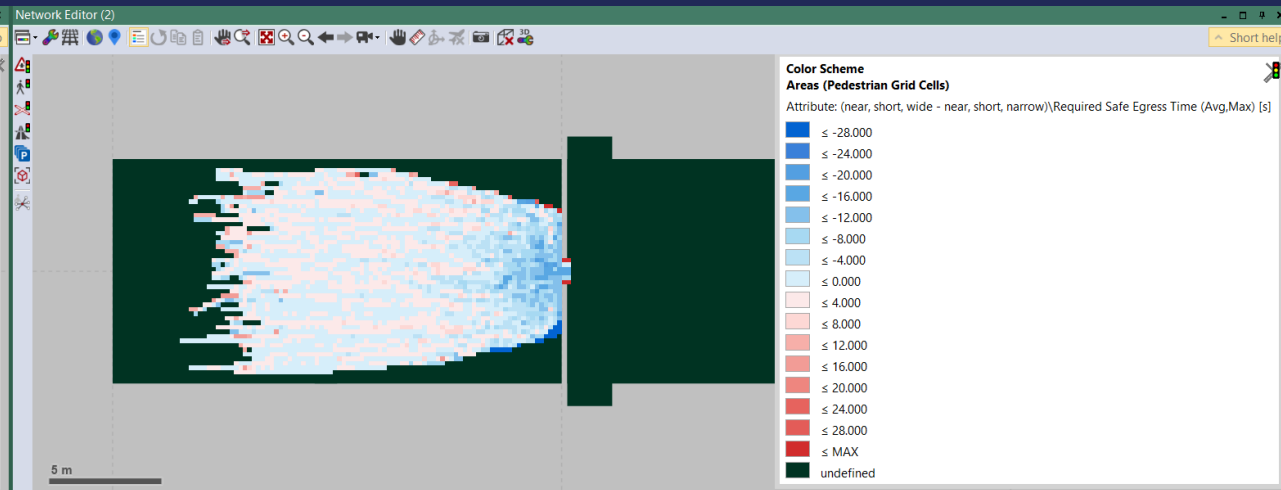 Network Editor (2)
3D
Short help
P
Color Scheme
Areas (Pedestrian Grid Cells)
Attribute: (near, short, wide - near, short, narrow)\Required Safe Egress Time (Avg,Max) [s]
≤ -28.000
≤ -24.000
≤ -20.000
≤ -16.000
≤ -12.000
≤ -8.000
≤ -4.000
≤ 0.000
≤ 4.000
≤ 8.000
≤ 12.000
≤ 16.000
≤ 20.000
≤ 24.000
≤ 28.000
≤ MAX
undefined
5 m